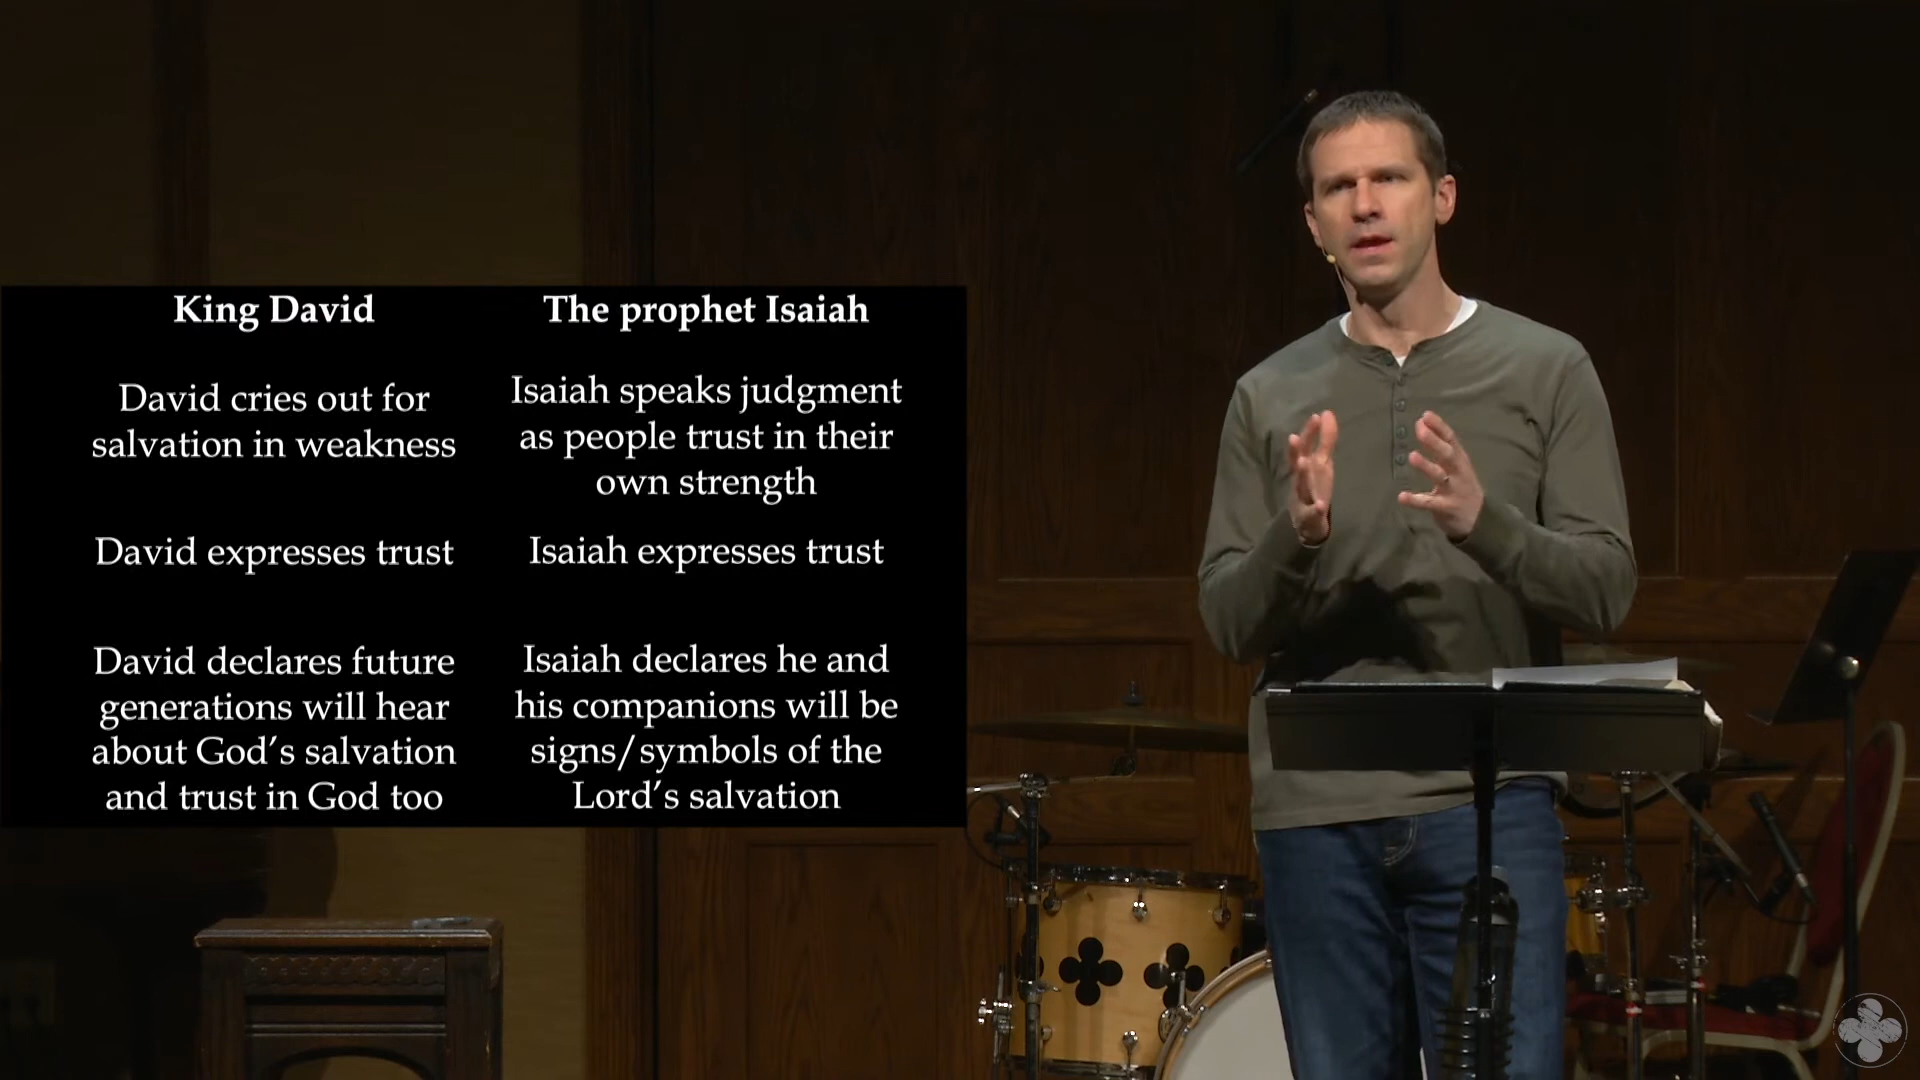 King David
The prophet Isaiah
David cries out for
salvation in weakness
Isaiah speaks judgment
as people trust in their
own strength
David expresses trust
Isaiah expresses trust
David declares future
generations will hear
about God's salvation
and trust in God too
Isaiah declares he and
his companions will be
signs/symbols of the
Lord's salvation